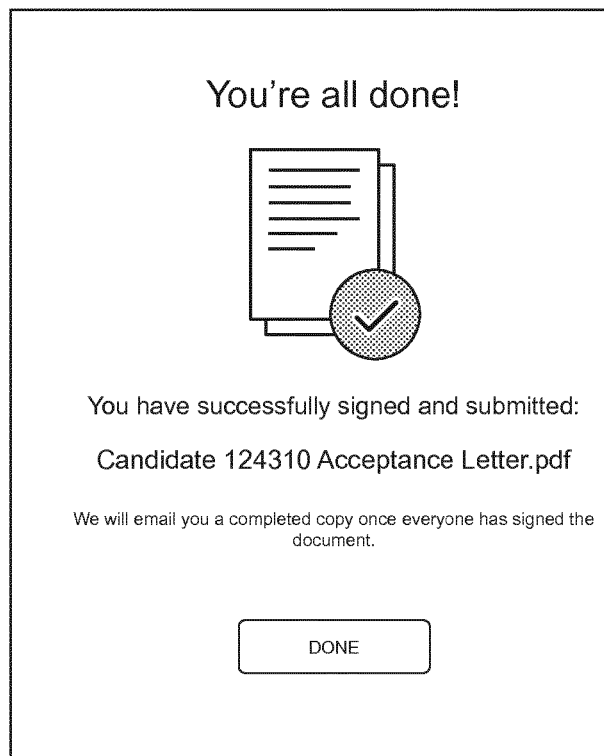 You’re all done!
You have successfully signed and submitted:
Candidate 124310 Acceptance Letter.pdf
We will email you a completed copy once everyone has signed the
document.
DONE